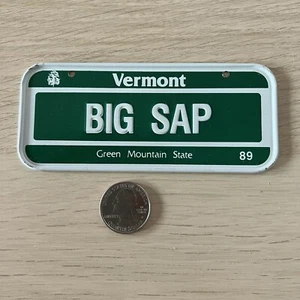 Vermont
BIG SAP
Green Mountain State 89